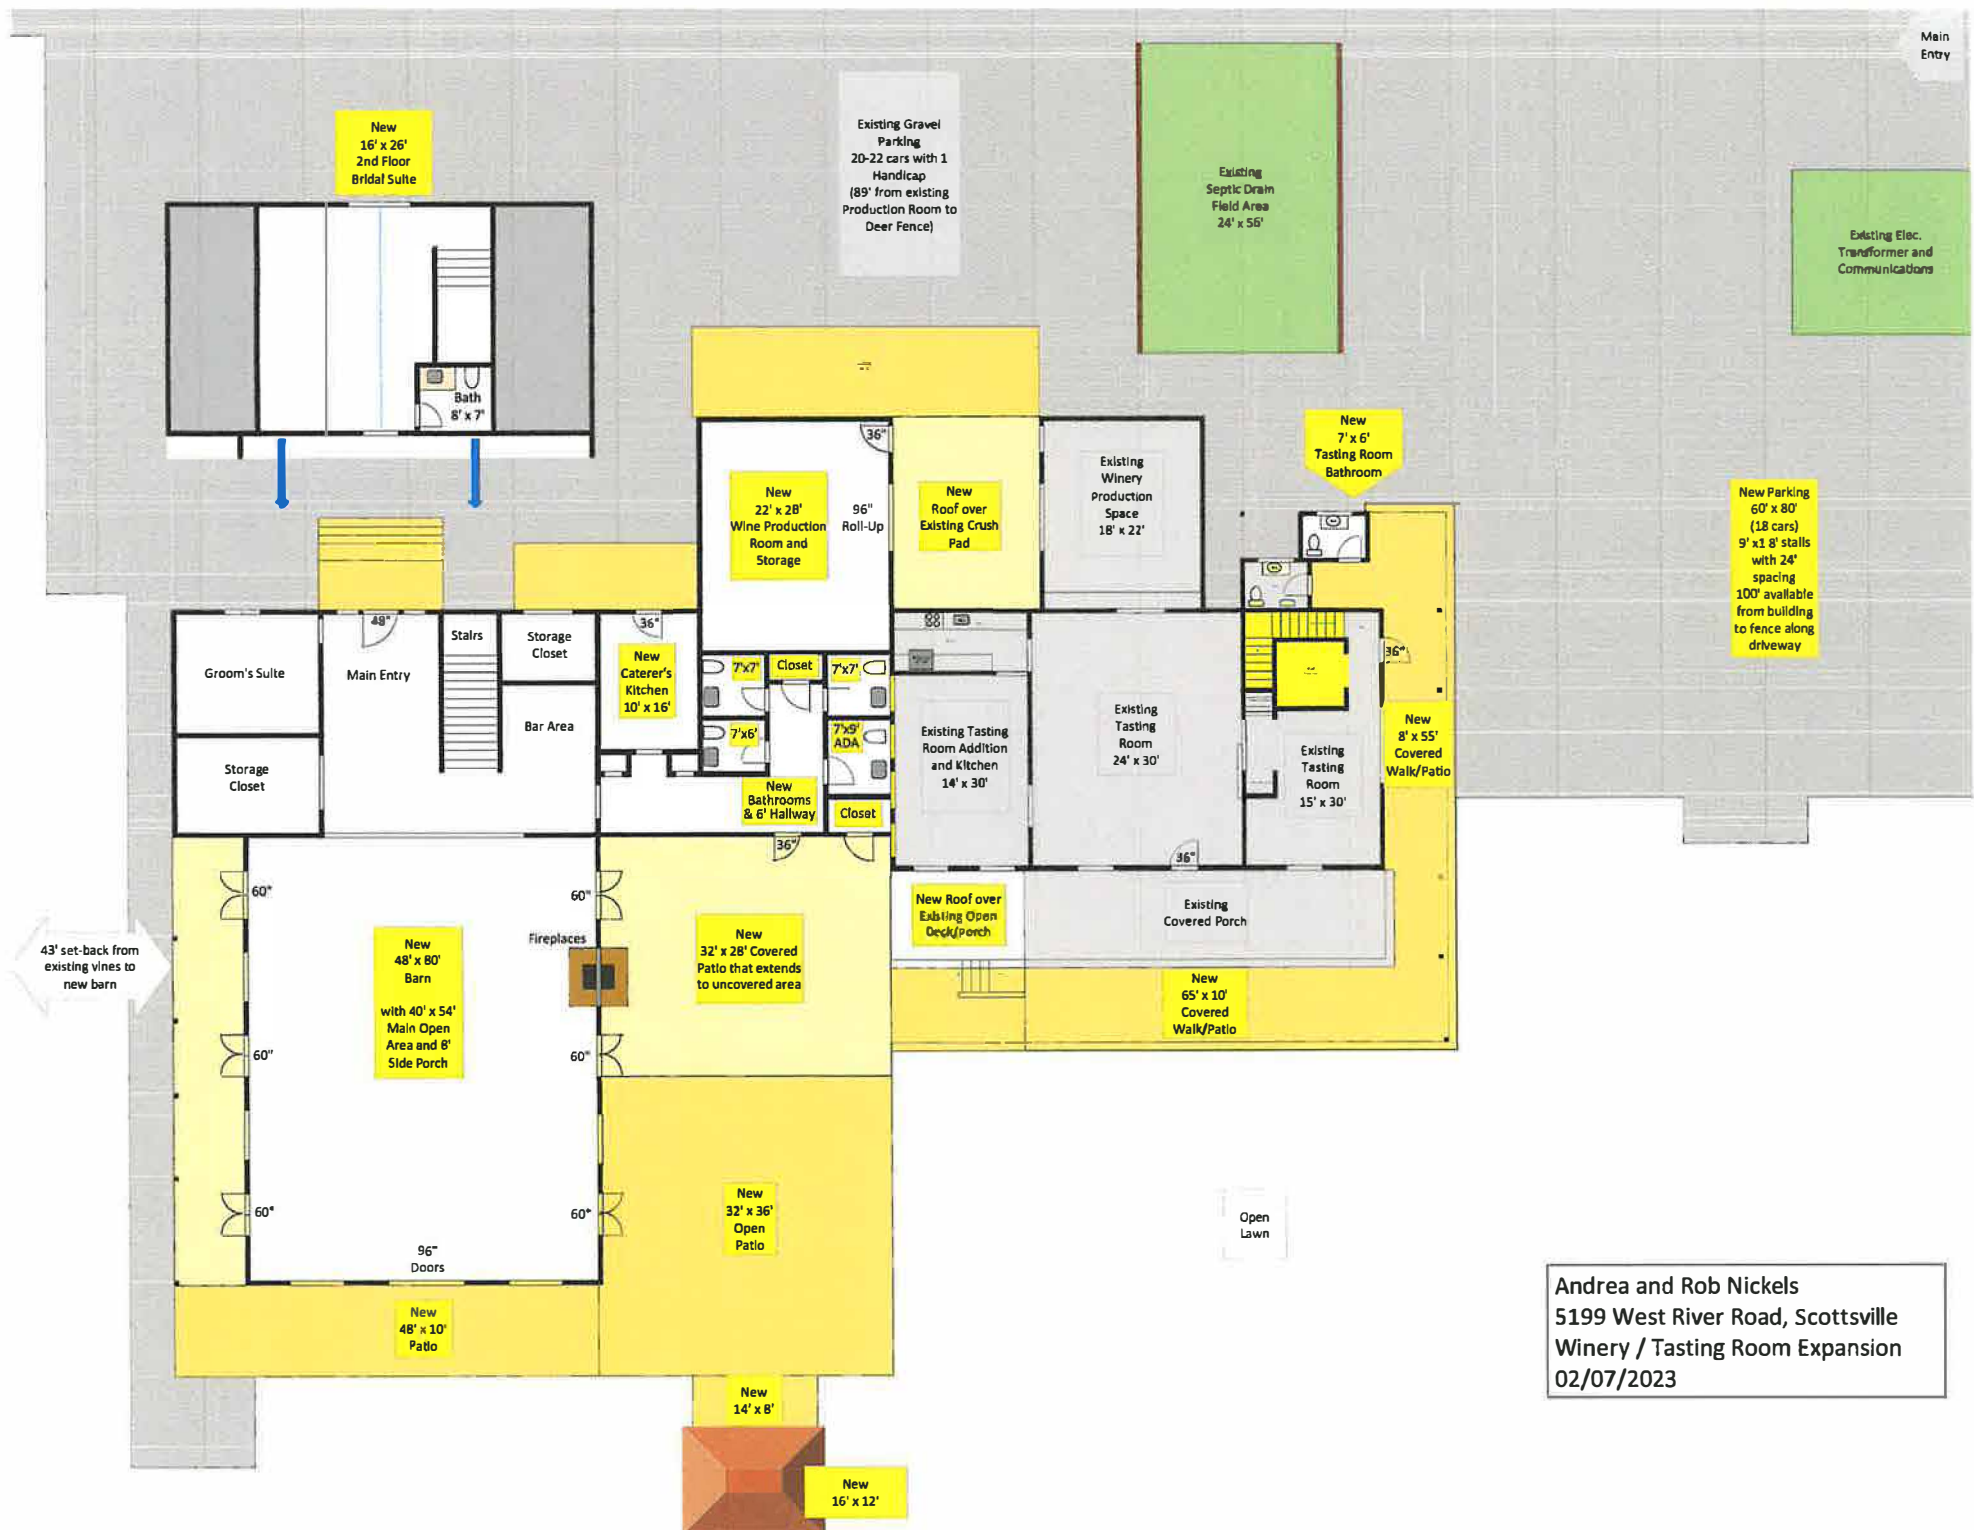 Main
Entry
New
16' x 26'
2nd Floor
Bridal Suite
Existing Gravel
Parking
20-22 cars with 1
Handicap
(89' from existing
Production Room to
Deer Fence)
Existing
Septic Drain
Field Area
24' x 56'
Existing Elec.
Transformer and
Communications
Bath
8' x 7'
New
7' x 6'
Tasting Room
Bathroom
36"
New
22' x 28'
Wine Production
Room and
Storage
96"
Roll-Up
New
Roof over
Existing Crush
Pad
Existing
Winery
Production
Space
18' x 22'
New Parking
60' x 80'
(18 cars)
9' x1 8' stalls
with 24'
spacing
100' available
from building
to fence along
driveway
Groom's Suite
48"
Main Entry
Stairs
Storage
Closet
36"
New
Caterer's
Kitchen
10' x 16'
7'x7'
Closet
7'x7'
36"
Storage
Closet
Bar Area
7'x6'
7'x9'
ADA
New
Bathrooms
& 6' Hallway
Closet
Existing Tasting
Room Addition
and Kitchen
14' x 30'
Existing
Tasting
Room
24' x 30'
Existing
Tasting
Room
15' x 30'
New
8' x 55'
Covered
Walk/Patio
36"
36"
60"
60"
Fireplaces
New
48' x 80'
Barn
with 40' x 54'
Main Open
Area and 8'
Side Porch
New
32' x 28' Covered
Patio that extends
to uncovered area
New Roof over
Existing Open
Deck/Porch
Existing
Covered Porch
43' set-back from
existing vines to
new barn
New
65' x 10'
Covered
Walk/Patio
60"
60"
60"
60"
New
32' x 36'
Open
Patio
Open
Lawn
96"
Doors
New
48' x 10'
Patio
New
14' x 8'
New
16' x 12'
Andrea and Rob Nickels
5199 West River Road, Scottsville
Winery / Tasting Room Expansion
02/07/2023